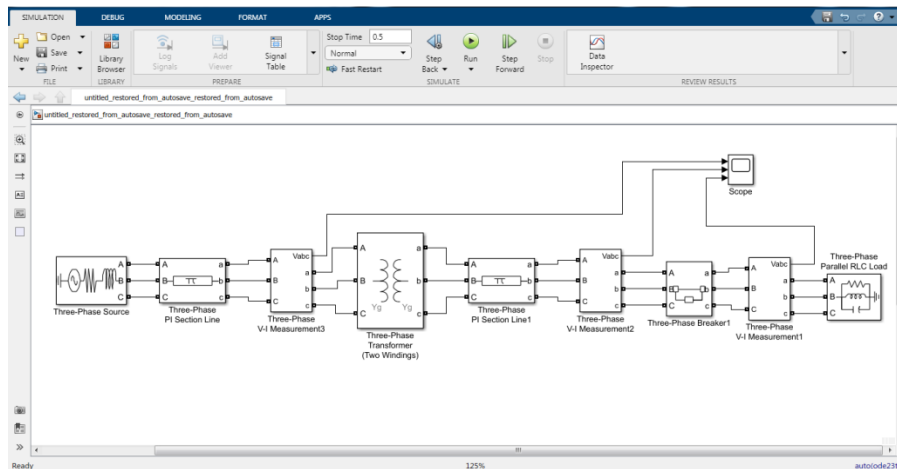 SIMULATION DEBUG MODELING FORMAT APPS
New
Open
Save
Print
FILE
Library
Browser
LIBRARY
Log
Signals
Add
Viewer
Signal
Table
PREPARE
Stop Time 0.5
Normal
Fast Restart
Step
Back
Run
Step
Forward
Stop
SIMULATE
Data
Inspector
REVIEW RESULTS
untitled_restored_from_autosave_restored_from_autosave
untitled_restored_from_autosave_restored_from_autosave
Scope
A
B
C
Three-Phase Source
A
B
C
a
b
c
Three-Phase
PI Section Line
A
B
C
Vabc
a
b
c
Three-Phase
V-I Measurement3
A
B
C
a
b
c
Yg Yg
Three-Phase
Transformer
(Two Windings)
A
B
C
a
b
c
Three-Phase
PI Section Line1
A
B
C
Vabc
a
b
c
Three-Phase
V-I Measurement2
A
B
C
a
b
c
Three-Phase Breaker1
A
B
C
Vabc
a
b
c
Three-Phase
V-I Measurement1
Three-Phase
Parallel RLC Load
A
B
C
Ready
125%